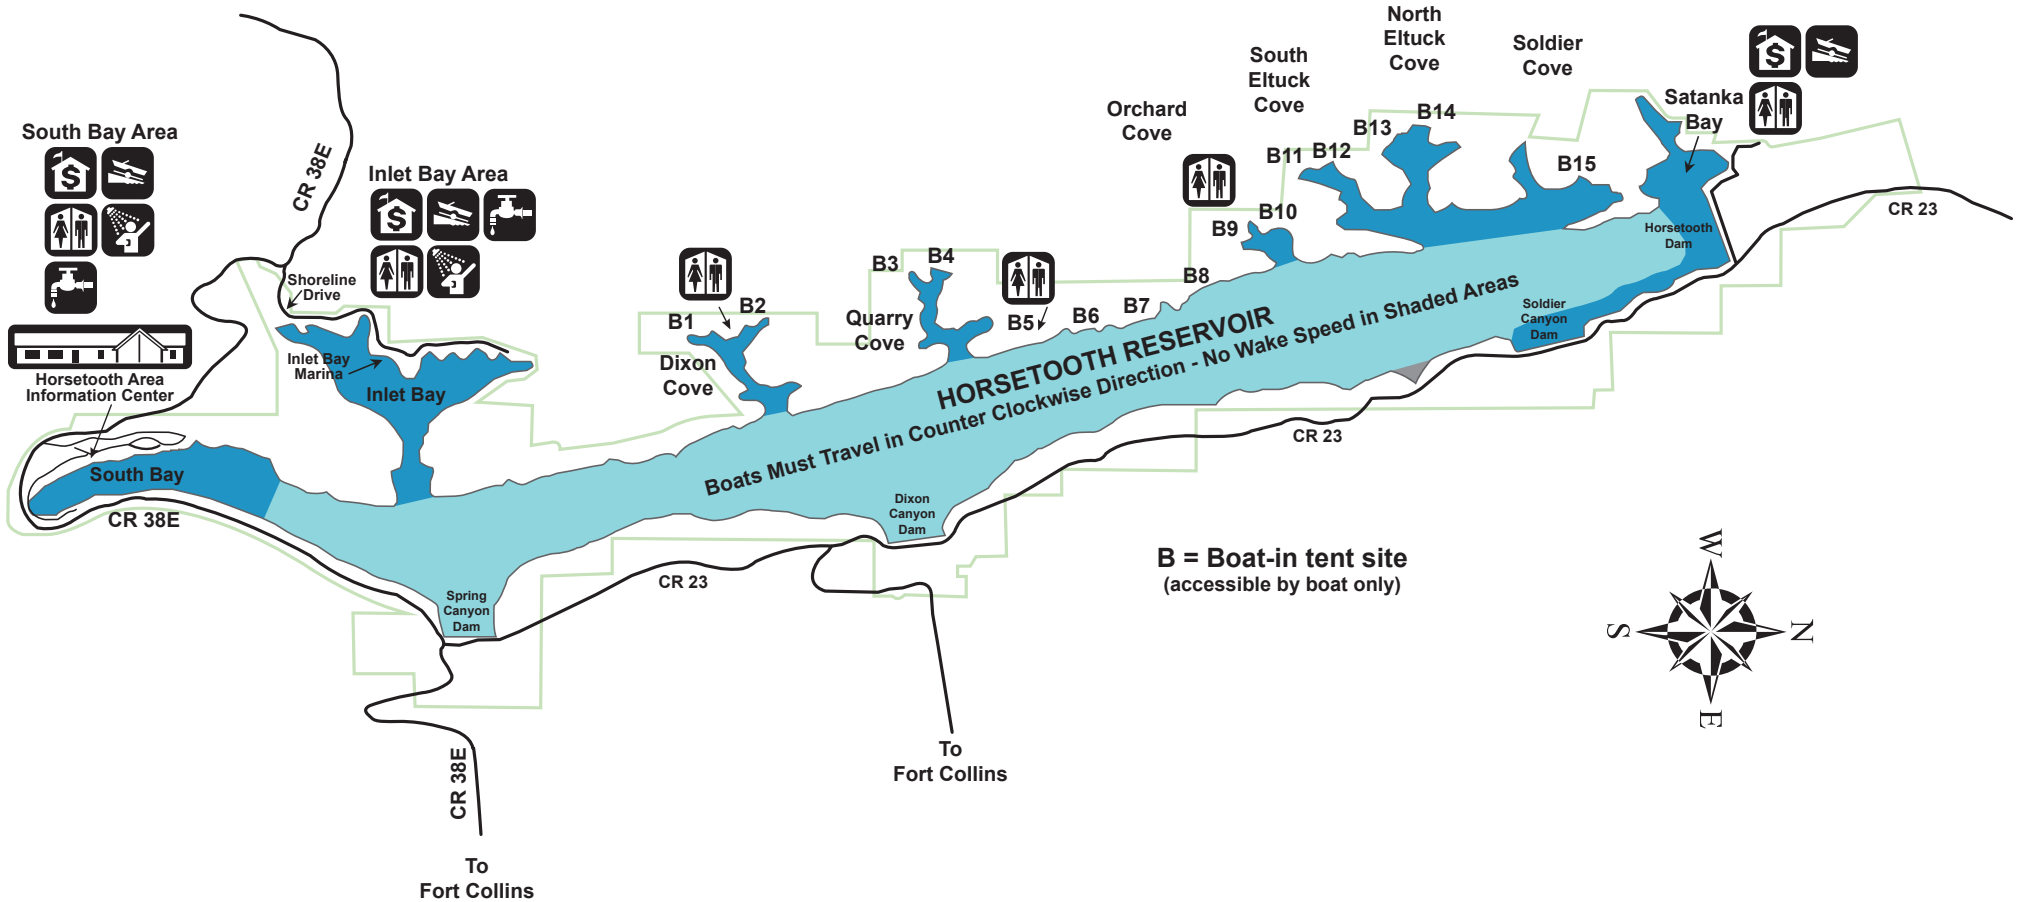 South Bay Area
$
CR 38E
Inlet Bay Area
$
Shoreline
Drive
Horsetooth Area
Information Center
Inlet Bay
Marina
Inlet Bay
South Bay
CR 38E
Spring
Canyon
Dam
CR 38E
To
Fort Collins
CR 23
B1
B2
Dixon
Cove
B3
B4
Quarry
Cove
B5
B6
B7
B8
Orchard
Cove
B9
B10
South
Eltuck
Cove
B11
B12
North
Eltuck
Cove
B13
B14
Soldier
Cove
B15
Satanka
Bay
$
Horsetooth
Dam
CR 23
Soldier
Canyon
Dam
HORSETOOTH RESERVOIR
Boats Must Travel in Counter Clockwise Direction - No Wake Speed in Shaded Areas
Dixon
Canyon
Dam
CR 23
To
Fort Collins
B = Boat-in tent site
(accessible by boat only)
W
S
N
E